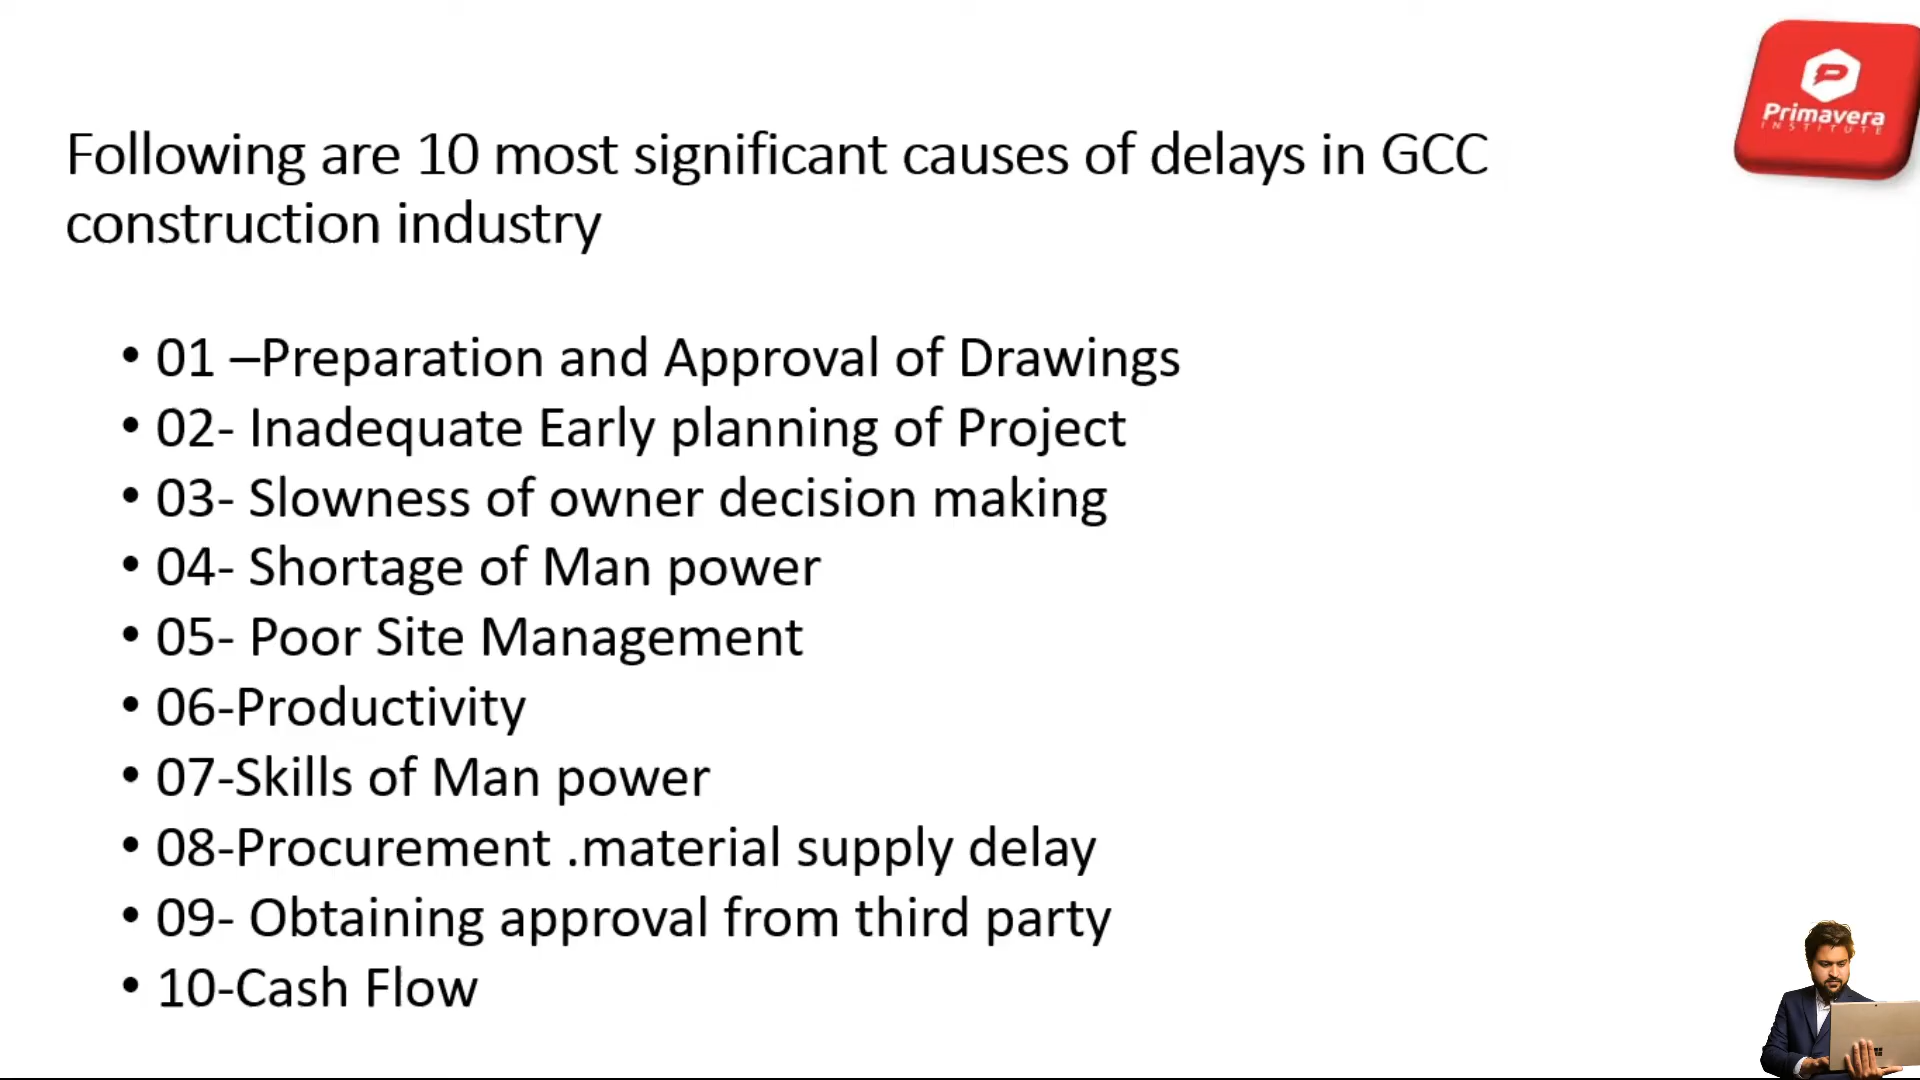 Primavera
INSTITUTE
Following are 10 most significant causes of delays in GCC
construction industry
• 01 –Preparation and Approval of Drawings
• 02- Inadequate Early planning of Project
• 03- Slowness of owner decision making
• 04- Shortage of Man power
• 05- Poor Site Management
• 06-Productivity
• 07-Skills of Man power
• 08-Procurement .material supply delay
• 09- Obtaining approval from third party
• 10-Cash Flow